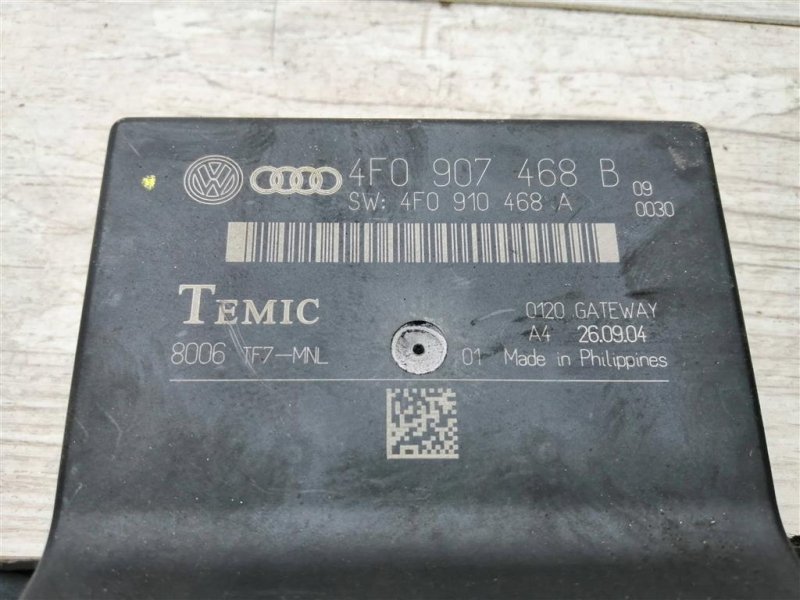 4F0 907 468 B 09
SW: 4F0 910 468 A 0030
TEMIC 0120 GATEWAY
A4 26.09.04
8006 TF7-MNL 01 Made in Philippines